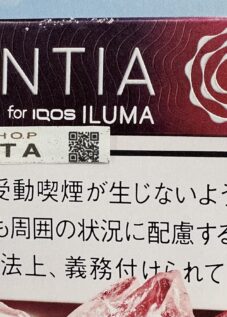 NTIA
for IQOS ILUMA
SHOP
TA
受動喫煙が生じないよう
も周囲の状況に配慮する
法上、義務付けられて